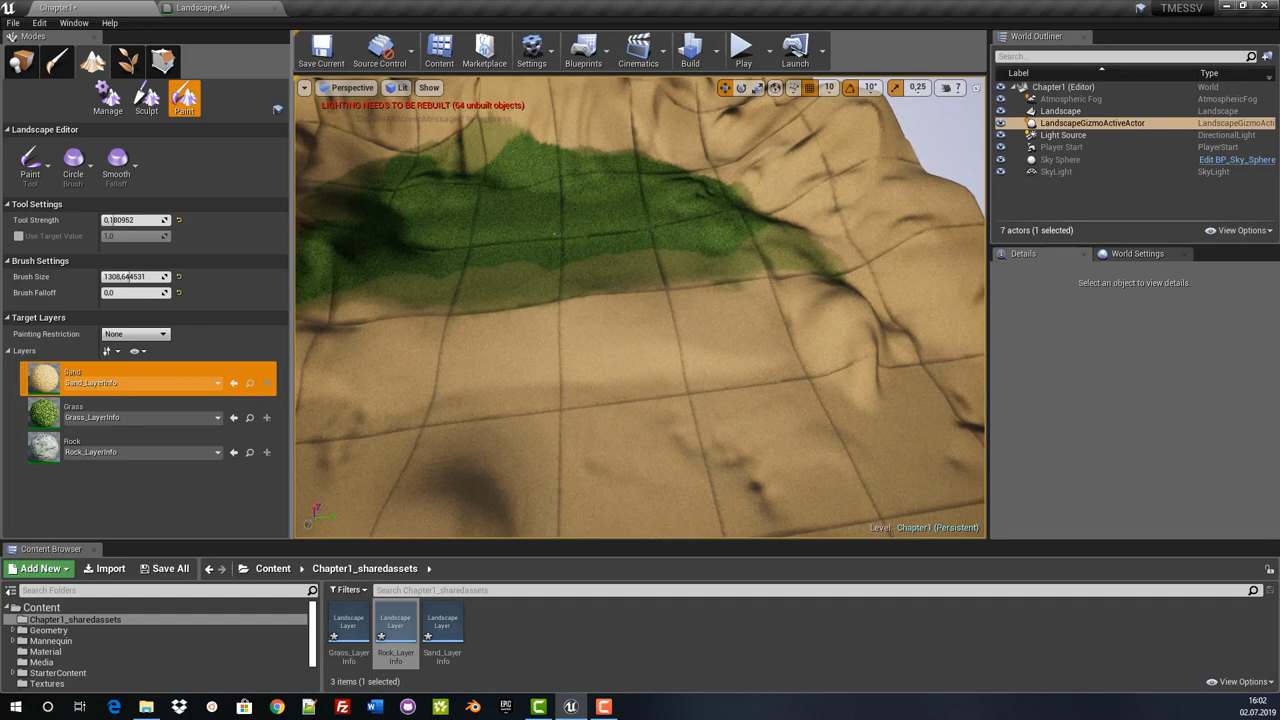 Chapter1*
Landscape_M*
TMESSV
File Edit Window Help
Modes
Manage Sculpt Paint
Landscape Editor
Paint Circle Smooth
Tool Brush Falloff
Tool Settings
Tool Strength 0,180952
Use Target Value 1,0
Brush Settings
Brush Size 1308,644531
Brush Falloff 0,0
Target Layers
Painting Restriction None
Layers
Sand
Sand_LayerInfo
Grass
Grass_LayerInfo
Rock
Rock_LayerInfo
Save Current Source Control Content Marketplace Settings Blueprints Cinematics Build Play Launch
Perspective Lit Show
10 10° 0,25 7
LIGHTING NEEDS TO BE REBUILT (64 unbuilt objects)
Level: Chapter1 (Persistent)
World Outliner
Search...
Label Type
Chapter1 (Editor) World
Atmospheric Fog AtmosphericFog
Landscape Landscape
LandscapeGizmoActiveActor LandscapeGizmoActi
Light Source DirectionalLight
Player Start PlayerStart
Sky Sphere Edit BP_Sky_Sphere
SkyLight SkyLight
7 actors (1 selected) View Options
Details World Settings
Select an object to view details.
Content Browser
Add New Import Save All Content Chapter1_sharedassets
Search Folders
Filters Search Chapter1_sharedassets
Content
Chapter1_sharedassets
Geometry
Mannequin
Material
Media
StarterContent
Textures
Landscape Layer
Landscape Layer
Landscape Layer
Grass_Layer Info
Rock_Layer Info
Sand_Layer Info
3 items (1 selected) View Options
16:02
02.07.2019